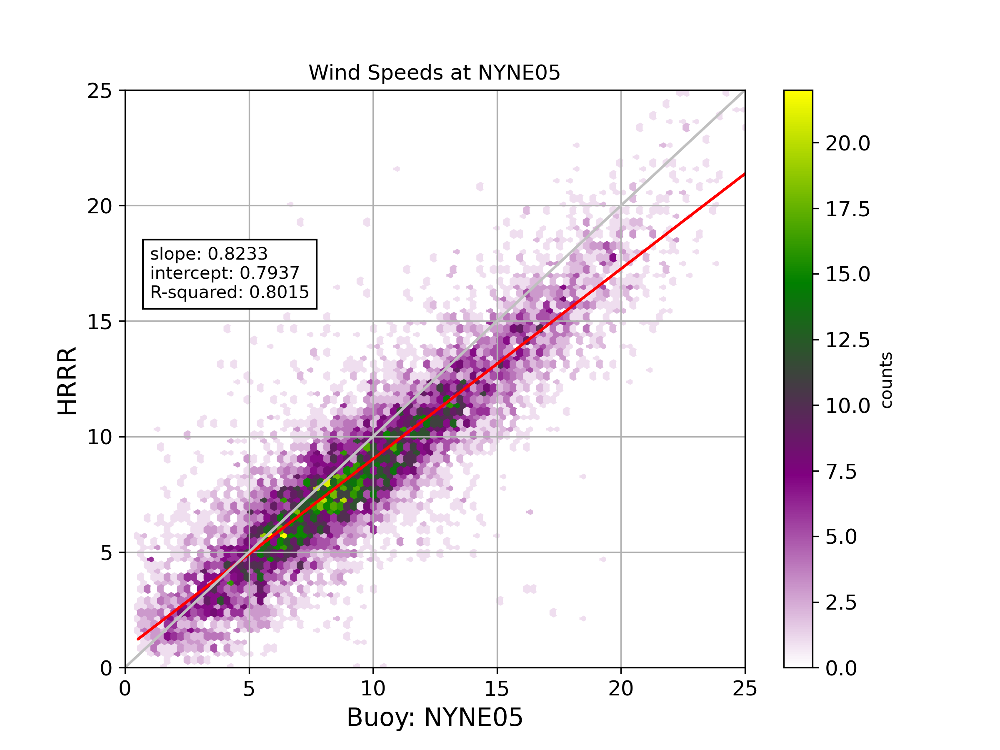 Wind Speeds at NYNE05
25
20
15
10
5
0
HRRR
slope: 0.8233
intercept: 0.7937
R-squared: 0.8015
0 5 10 15 20 25
Buoy: NYNE05
20.0
17.5
15.0
12.5
10.0
7.5
5.0
2.5
0.0
counts